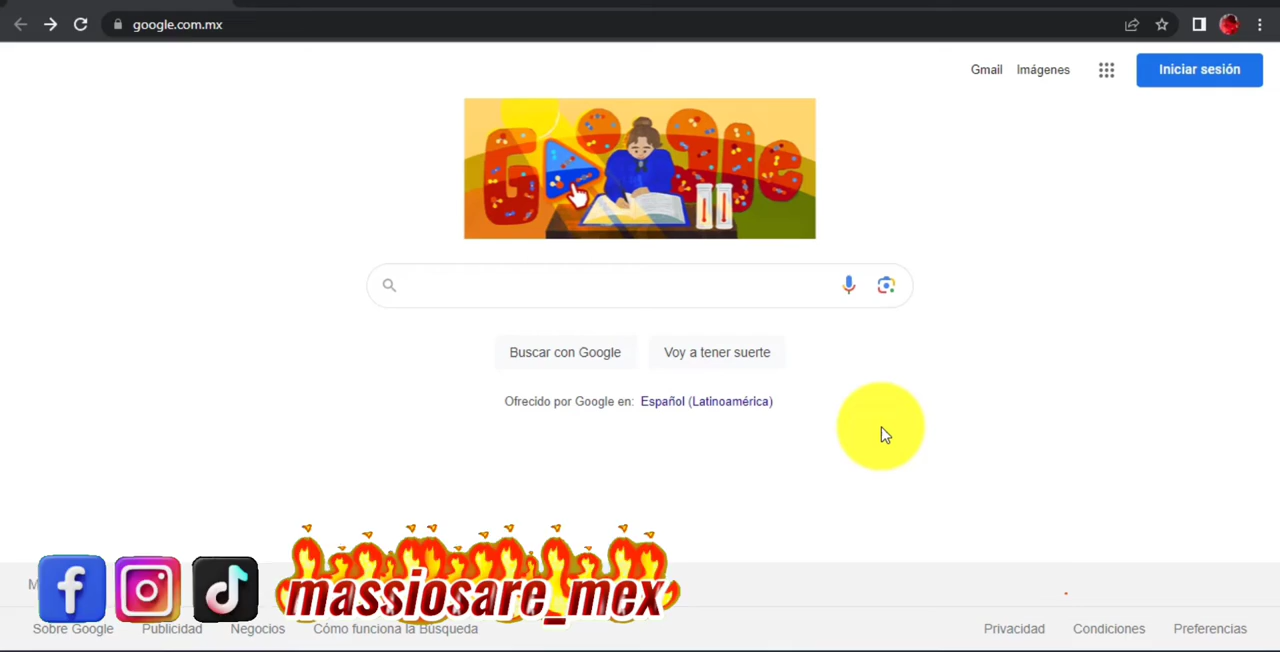 google.com.mx
Gmail Imágenes Iniciar sesión
Google
Buscar con Google Voy a tener suerte
Ofrecido por Google en: Español (Latinoamérica)
massiosare_mex
Sobre Google Publicidad Negocios Cómo funciona la Búsqueda Privacidad Condiciones Preferencias